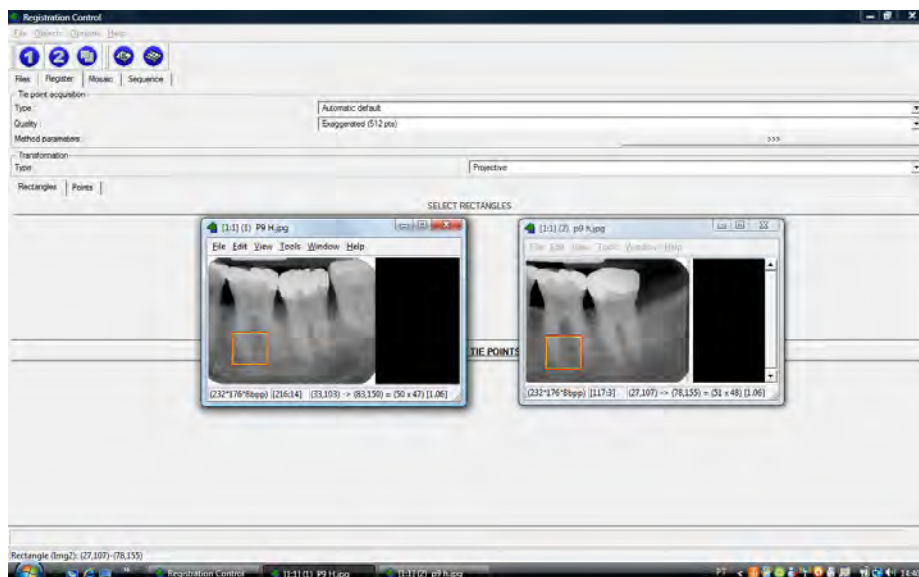 Registration Control
File Objects Options Help
1 2
Files Register Mosaic Sequence
Tie point acquisition
Type: Automatic default
Quality: Exaggerated (512 pts)
Method parameters: >>>
Transformation
Type Projective
Rectangles Points
SELECT RECTANGLES
[1:1] (1) P9 H.jpg
File Edit View Tools Window Help
(232*176*8bpp) [216:14] (33,103) -> (83,150) = (50 x 47) [1.06]
[1:1] (2) p9 h.jpg
File Edit View Tools Window Help
(232*176*8bpp) [117:3] (27,107) -> (78,155) = (51 x 48) [1.06]
TIE POINTS
Rectangle (Img2): (27,107)-(78,155)
Registration Control [1:1] (1) P9 H.jpg [1:1] (2) p9 h.jpg PT